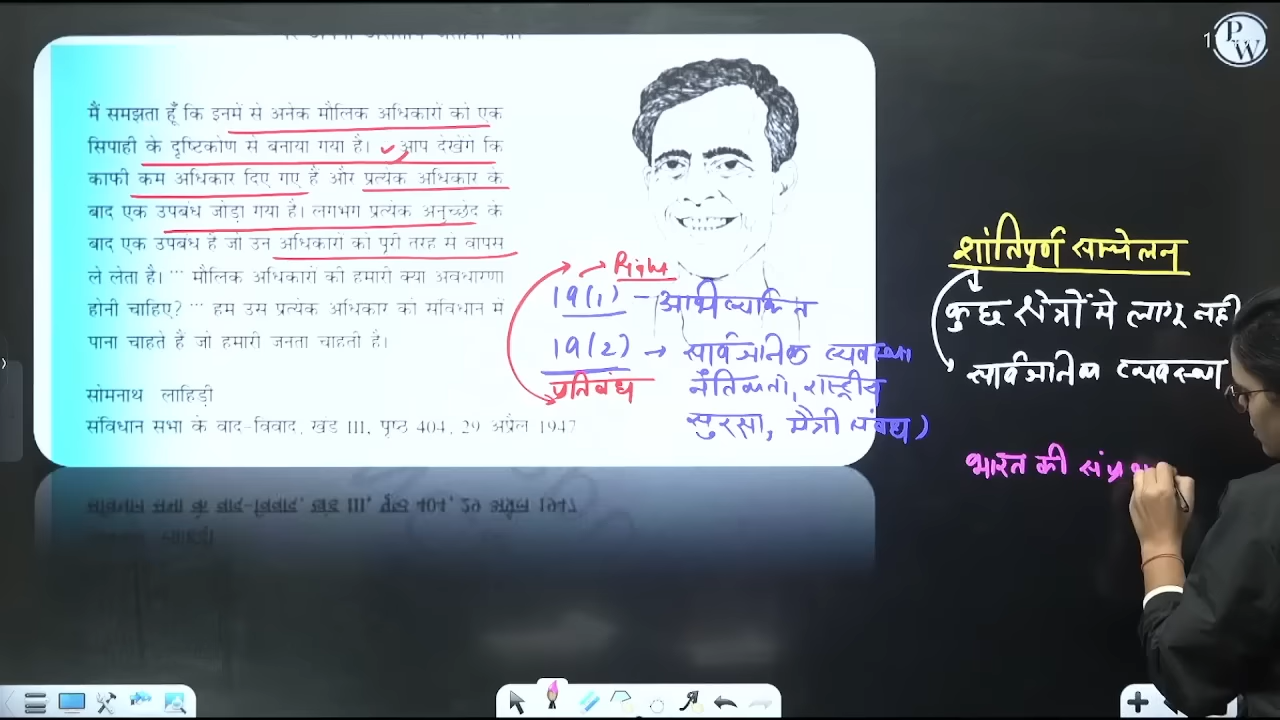 मैं समझता हूँ कि इनमें से अनेक मौलिक अधिकारों को एक
सिपाही के दृष्टिकोण से बनाया गया है। आप देखेंगे कि
काफी कम अधिकार दिए गए हैं और प्रत्येक अधिकार के
बाद एक उपबंध जोड़ा गया है। लगभग प्रत्येक अनुच्छेद के
बाद एक उपबंध है जो उन अधिकारों को पूरी तरह से वापस
ले लेता है। ··· मौलिक अधिकारों की हमारी क्या अवधारणा
होनी चाहिए? ··· हम उस प्रत्येक अधिकार को संविधान में
पाना चाहते हैं जो हमारी जनता चाहती है।
सोमनाथ लाहिड़ी
संविधान सभा के वाद-विवाद, खंड III, पृष्ठ 404, 29 अप्रैल 1947
Right
19(1) - अभिव्यक्ति
19(2) → सार्वजनिक व्यवस्था
प्रतिबंध नैतिकता, राष्ट्रीय
सुरक्षा, मैत्री संबंध)
शांतिपूर्ण सम्मेलन
कुछ क्षेत्रों में लागू नहीं
सार्वजनिक व्यवस्था
भारत की संप्र
PW